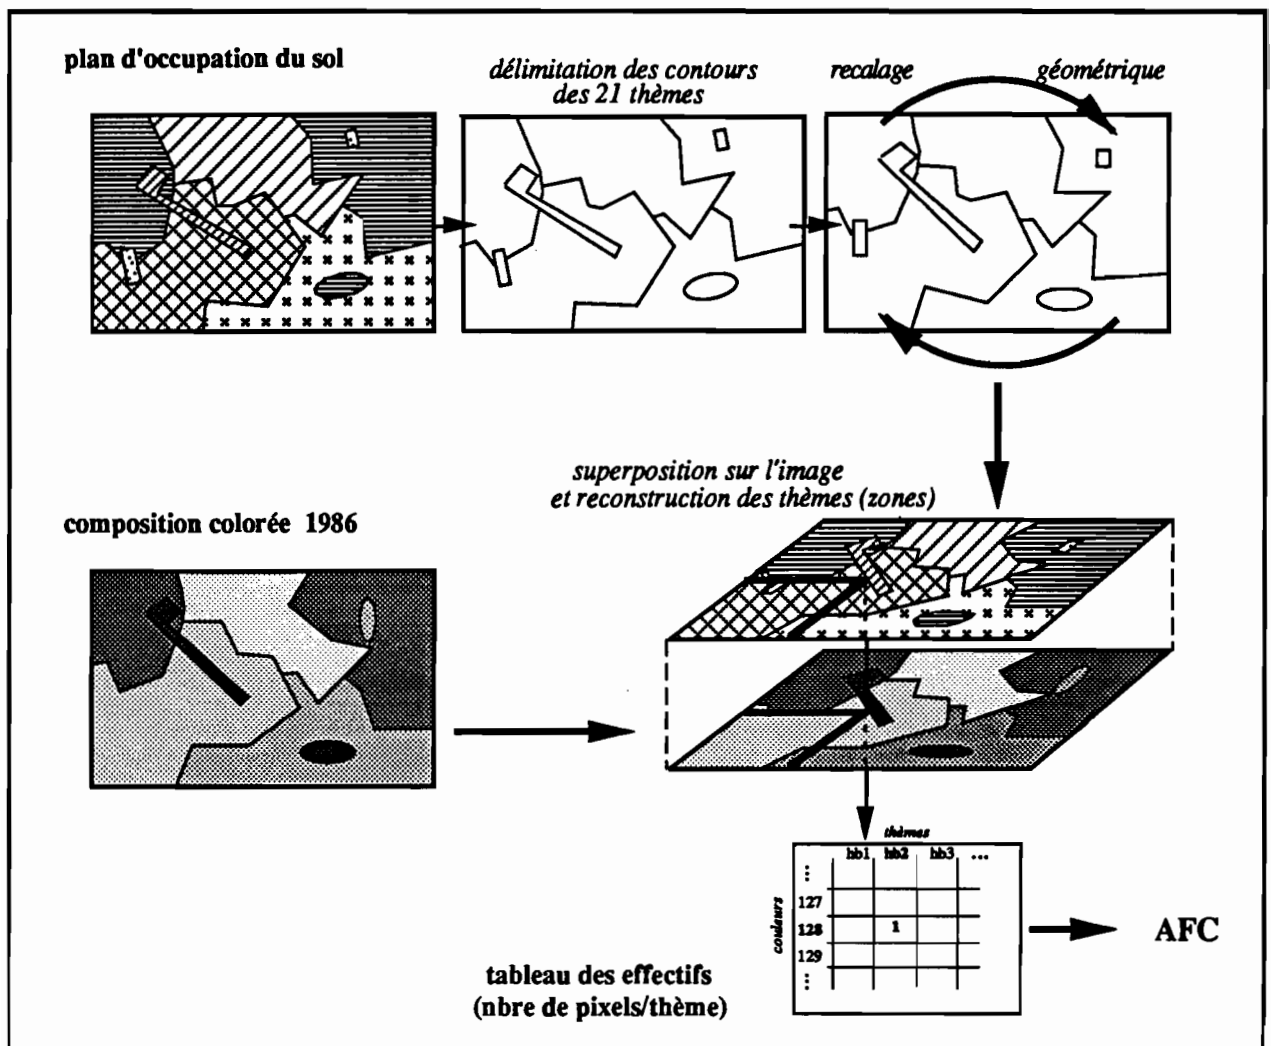 plan d'occupation du sol
délimitation des contours
des 21 thèmes
recalage géométrique
superposition sur l'image
et reconstruction des thèmes (zones)
composition colorée 1986
thèmes
hb1 hb2 hb3 ...
couleurs
127
128 1
129
AFC
tableau des effectifs
(nbre de pixels/thème)